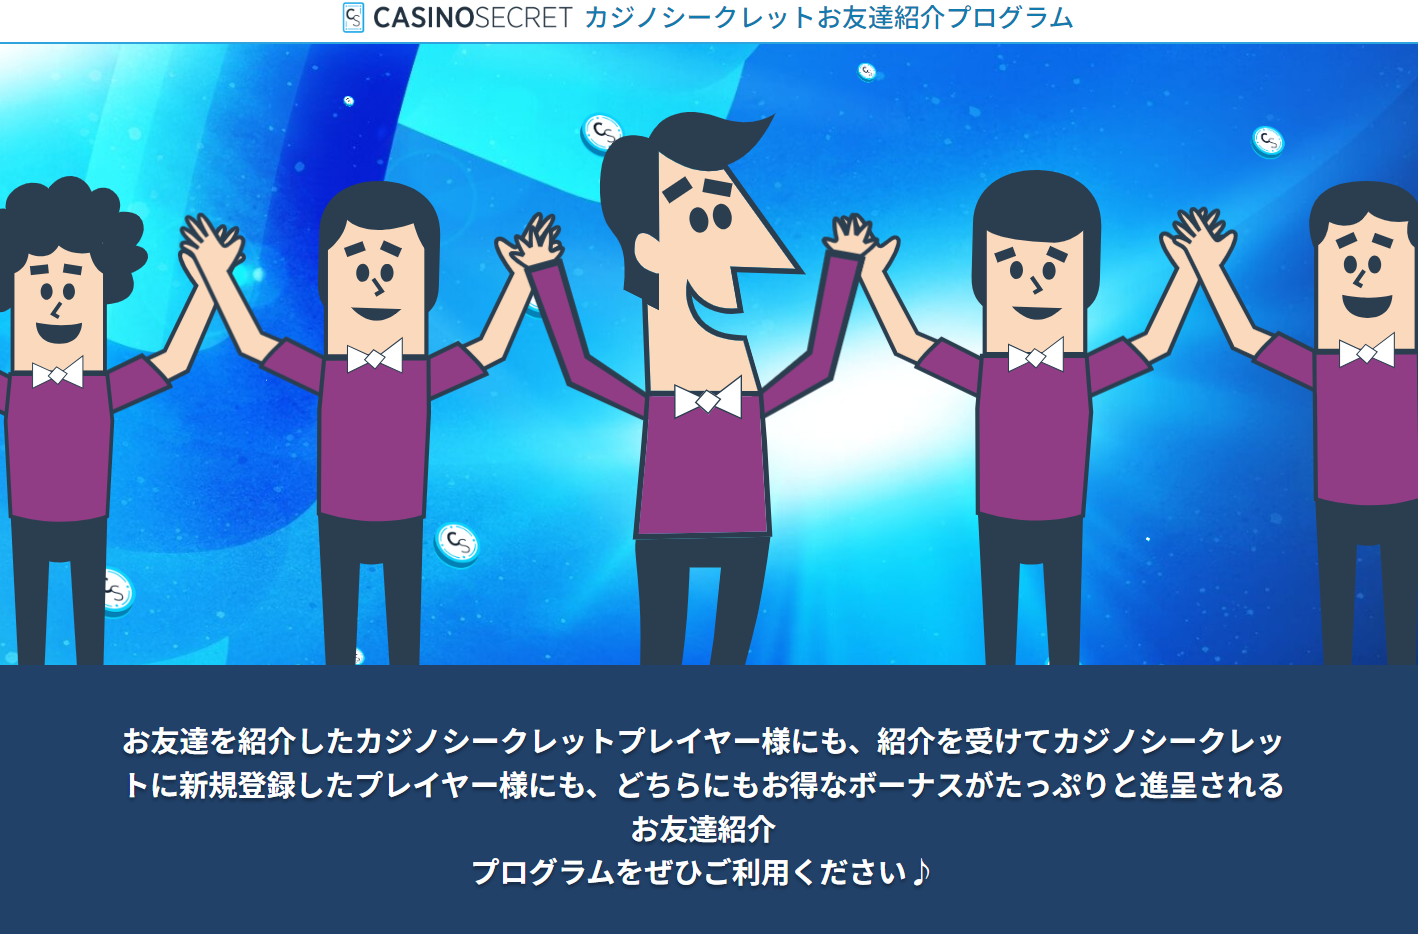 CASINOSECRET カジノシークレットお友達紹介プログラム
CS
CS
CS
CS
CS
CS
お友達を紹介したカジノシークレットプレイヤー様にも、紹介を受けてカジノシークレッ
トに新規登録したプレイヤー様にも、どちらにもお得なボーナスがたっぷりと進呈される
お友達紹介
プログラムをぜひご利用ください♪